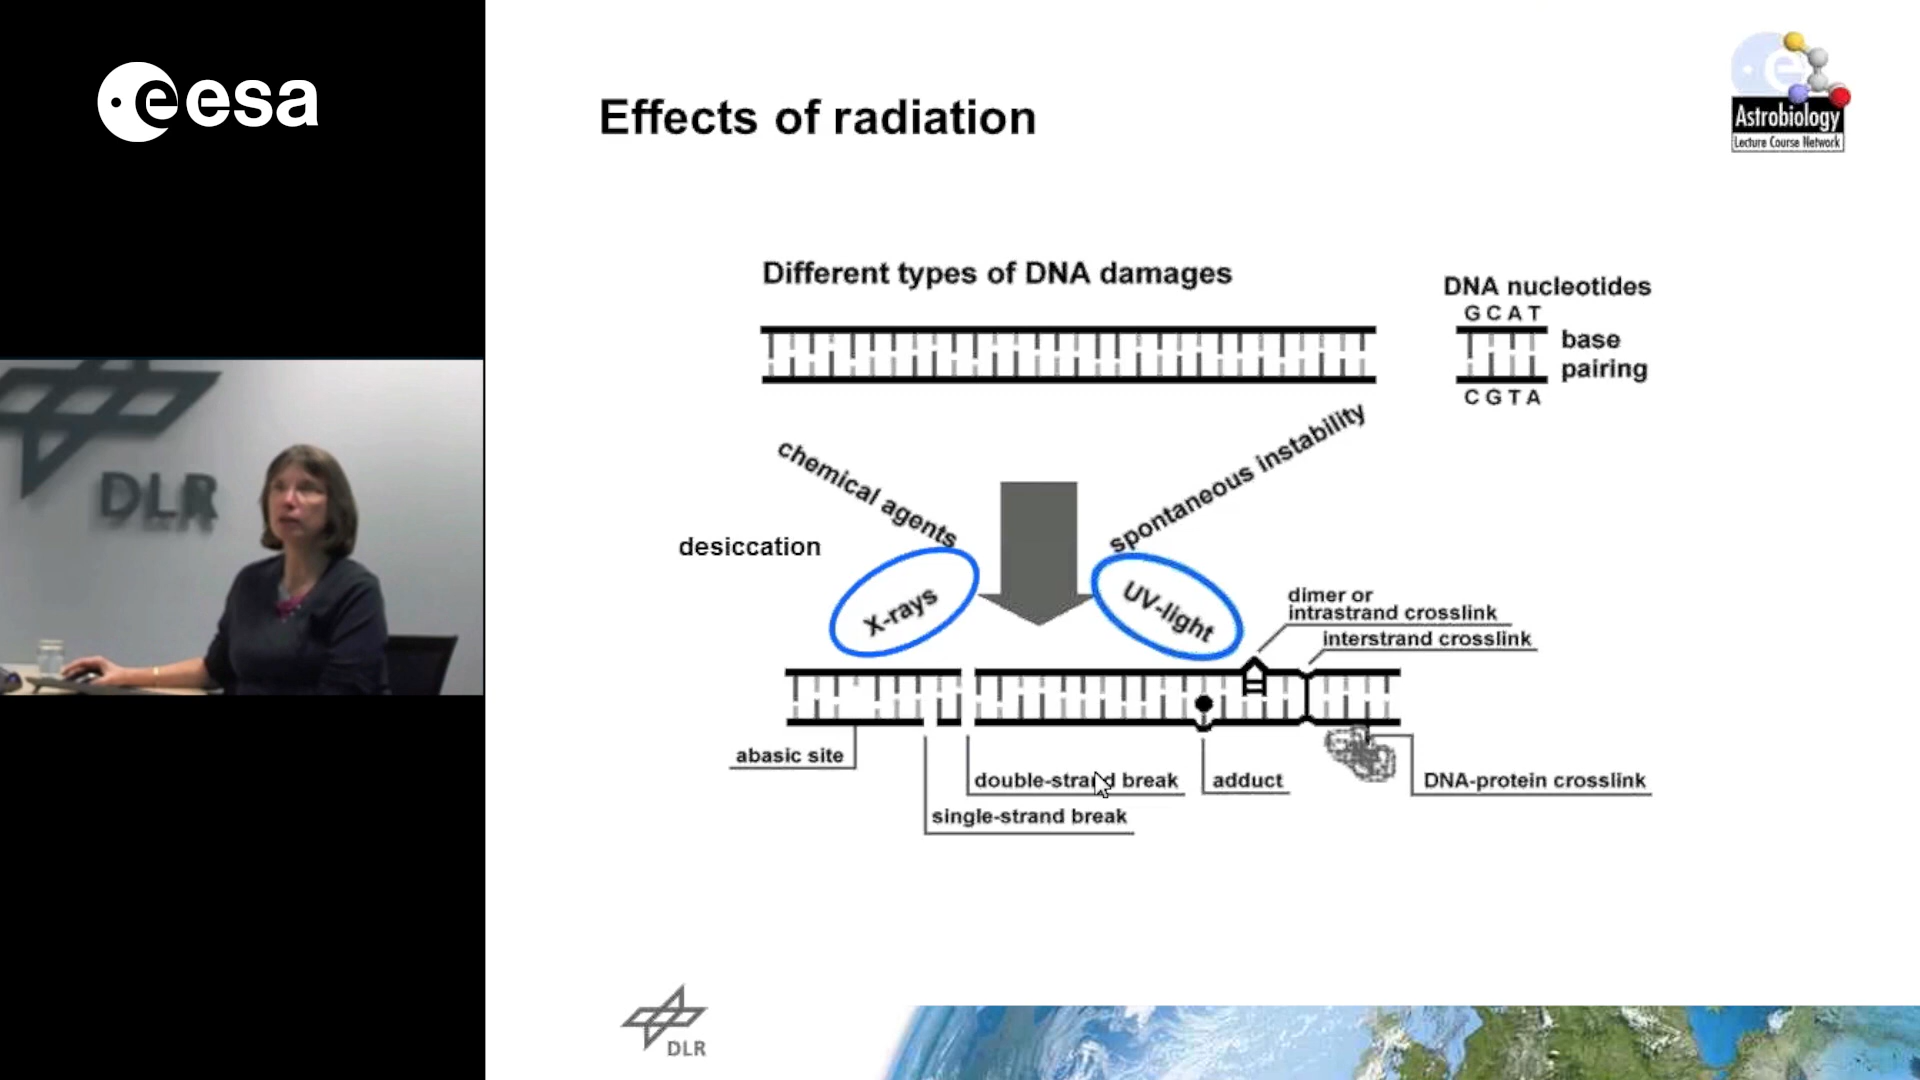 esa
DLR
Effects of radiation
Astrobiology
Lecture Course Network
Different types of DNA damages
DNA nucleotides
G C A T
base
pairing
C G T A
chemical agents
spontaneous instability
desiccation
X-rays
UV-light
dimer or
intrastrand crosslink
interstrand crosslink
abasic site
double-strand break
adduct
DNA-protein crosslink
single-strand break
DLR